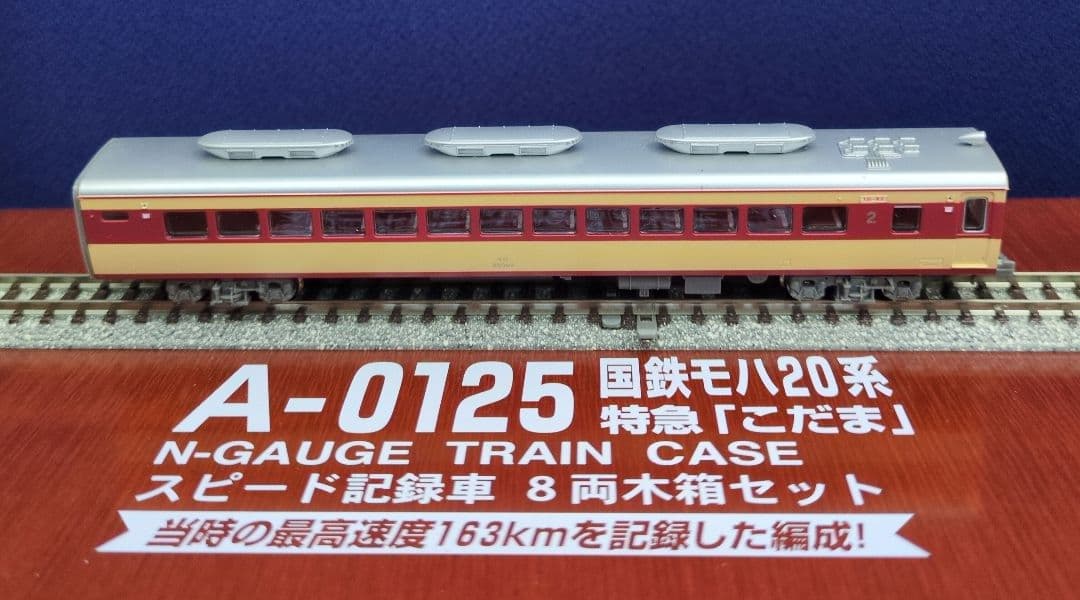 2
A-0125
国鉄モハ20系
特急「こだま」
N-GAUGE TRAIN CASE
スピード記録車 8両木箱セット
当時の最高速度163kmを記録した編成!